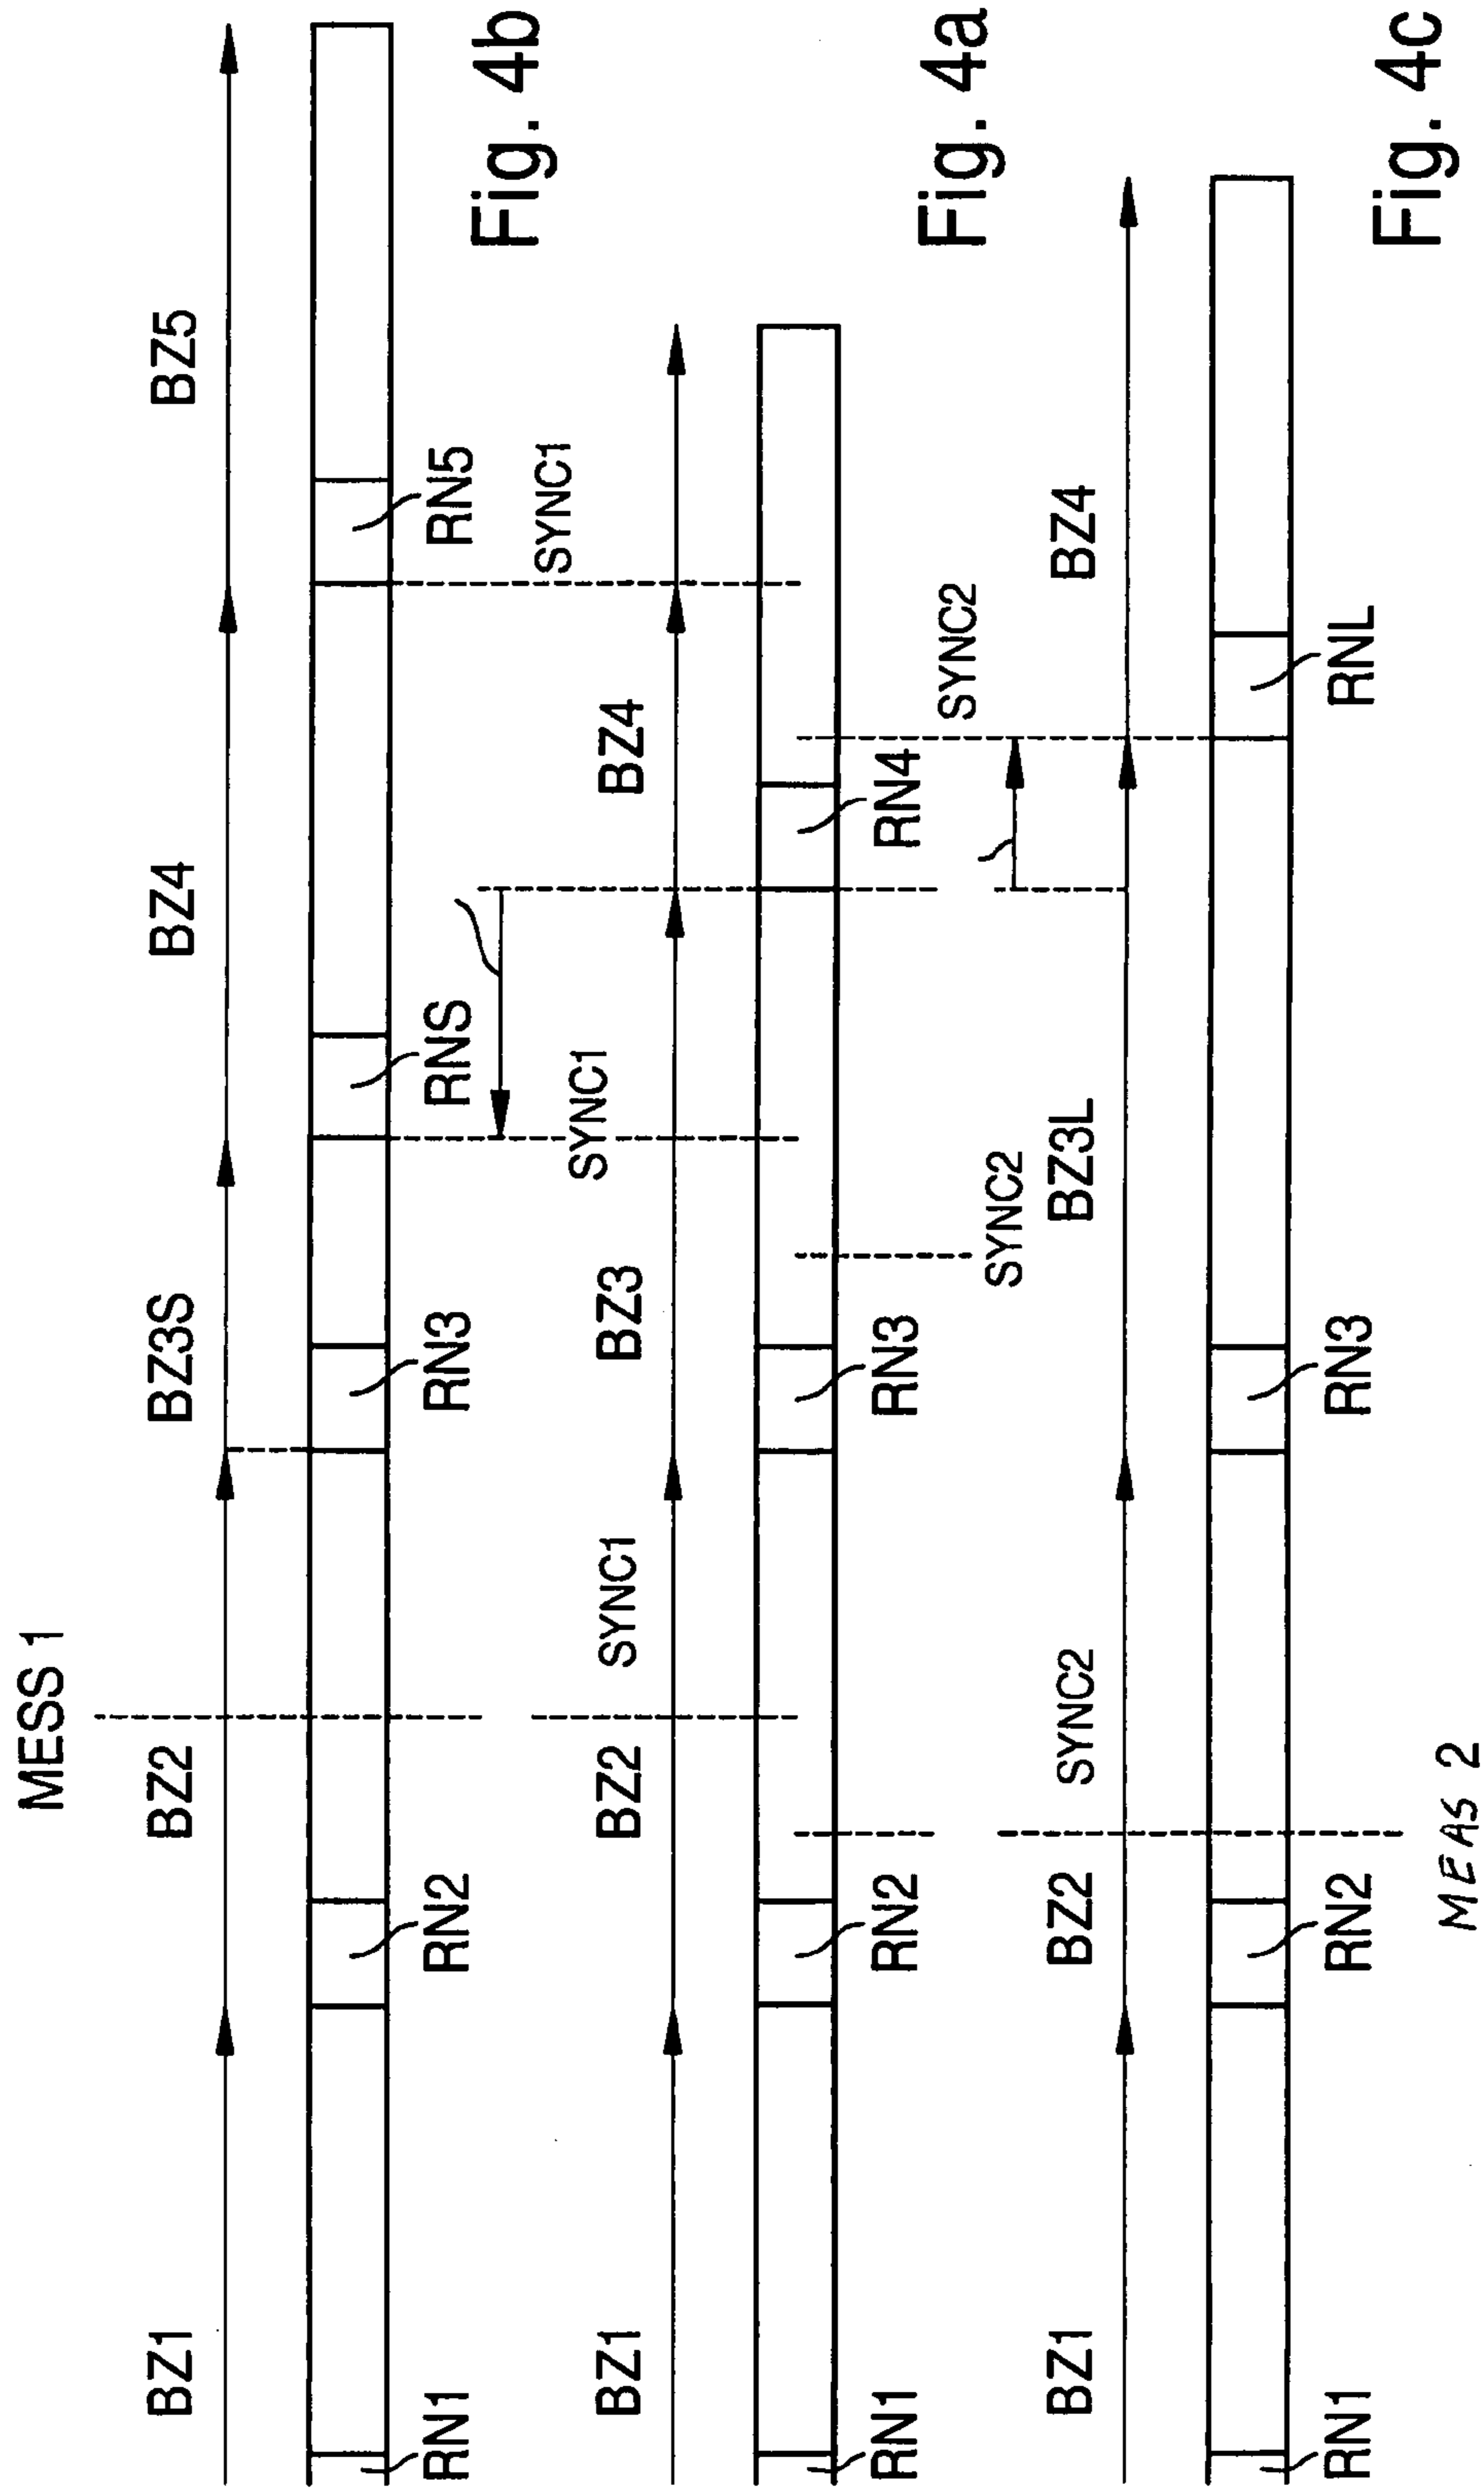 MESS 1
BZ1 BZ2 BZ3S BZ4 BZ5
RN1 RN2 RN3 RNS RN5
Fig. 4b
SYNC1 SYNC1 SYNC1
BZ1 BZ2 BZ3 BZ4
RN1 RN2 RN3 RN4
Fig. 4a
SYNC2 SYNC2 SYNC2
BZ1 BZ2 BZ3L BZ4
RN1 RN2 RN3 RNL
Fig. 4c
MEAS 2